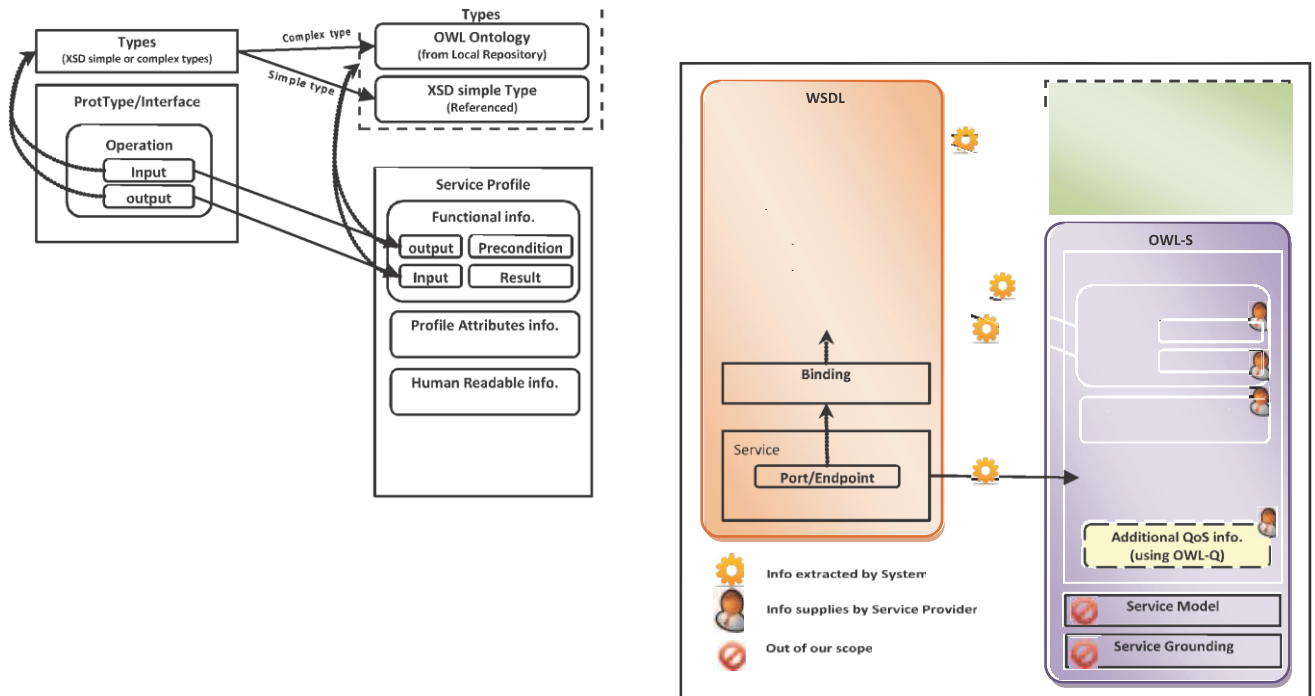 Types
(XSD simple or complex types)
Complex type
Simple type
Types
OWL Ontology
(from Local Repository)
XSD simple Type
(Referenced)
ProtType/Interface
Operation
Input
output
Service Profile
Functional info.
output
Precondition
Input
Result
Profile Attributes info.
Human Readable info.
WSDL
Binding
Service
Port/Endpoint
OWL-S
Additional QoS info.
(using OWL-Q)
Service Model
Service Grounding
Info extracted by System
Info supplies by Service Provider
Out of our scope